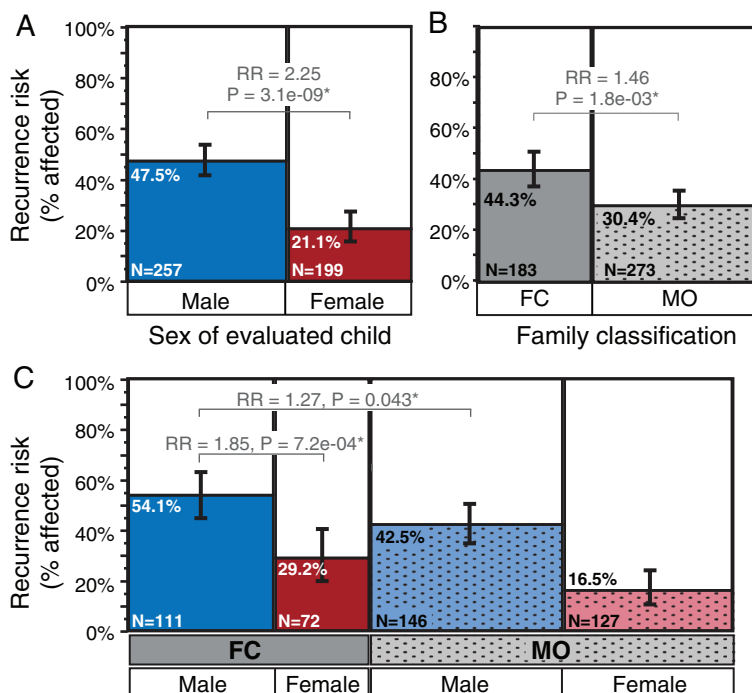 A
Recurrence risk
(% affected)
100%
80%
60%
40%
20%
0%
RR = 2.25
P = 3.1e-09*
47.5%
N=257
21.1%
N=199
Male
Female
Sex of evaluated child
B
100%
80%
60%
40%
20%
0%
RR = 1.46
P = 1.8e-03*
44.3%
N=183
30.4%
N=273
FC
MO
Family classification
C
Recurrence risk
(% affected)
100%
80%
60%
40%
20%
0%
RR = 1.27, P = 0.043*
RR = 1.85, P = 7.2e-04*
54.1%
N=111
29.2%
N=72
42.5%
N=146
16.5%
N=127
FC
MO
Male
Female
Male
Female